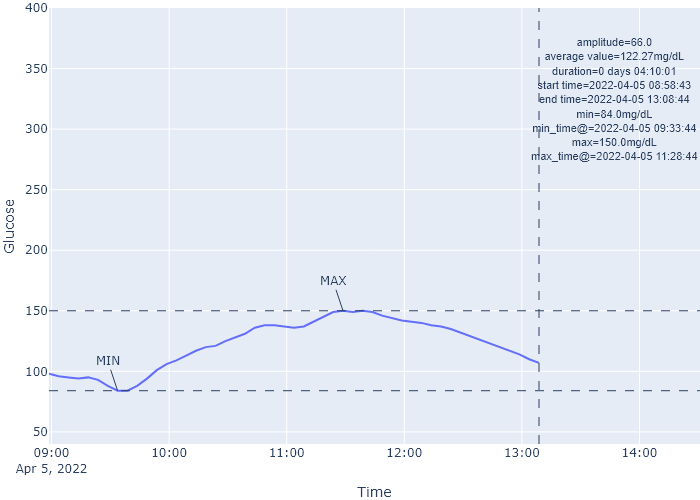 400
350
300
250
200
150
100
50
Glucose
amplitude=66.0
average value=122.27mg/dL
duration=0 days 04:10:01
start time=2022-04-05 08:58:43
end time=2022-04-05 13:08:44
min=84.0mg/dL
min_time@=2022-04-05 09:33:44
max=150.0mg/dL
max_time@=2022-04-05 11:28:44
MAX
MIN
09:00 10:00 11:00 12:00 13:00 14:00
Apr 5, 2022
Time